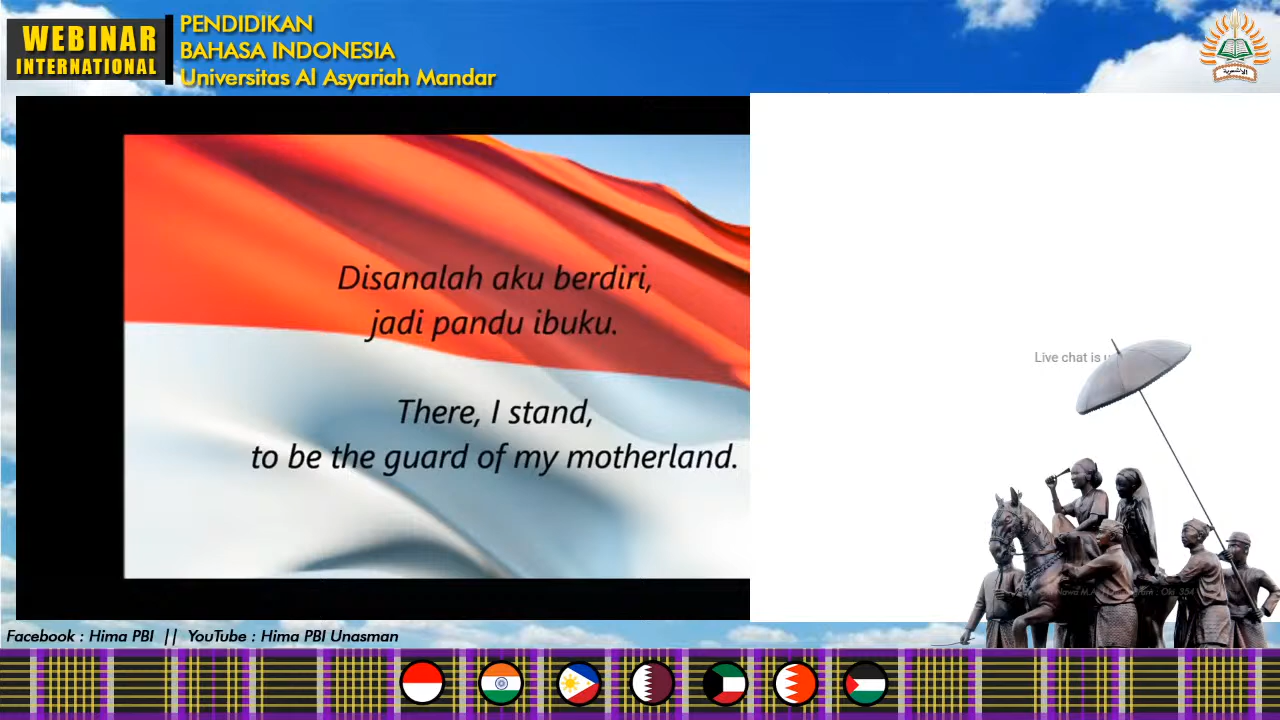 WEBINAR
INTERNATIONAL
PENDIDIKAN
BAHASA INDONESIA
Universitas Al Asyariah Mandar
الأشعرية
Disanalah aku berdiri,
jadi pandu ibuku.
There, I stand,
to be the guard of my motherland.
Live chat is
Facebook : Hima PBI || YouTube : Hima PBI Unasman